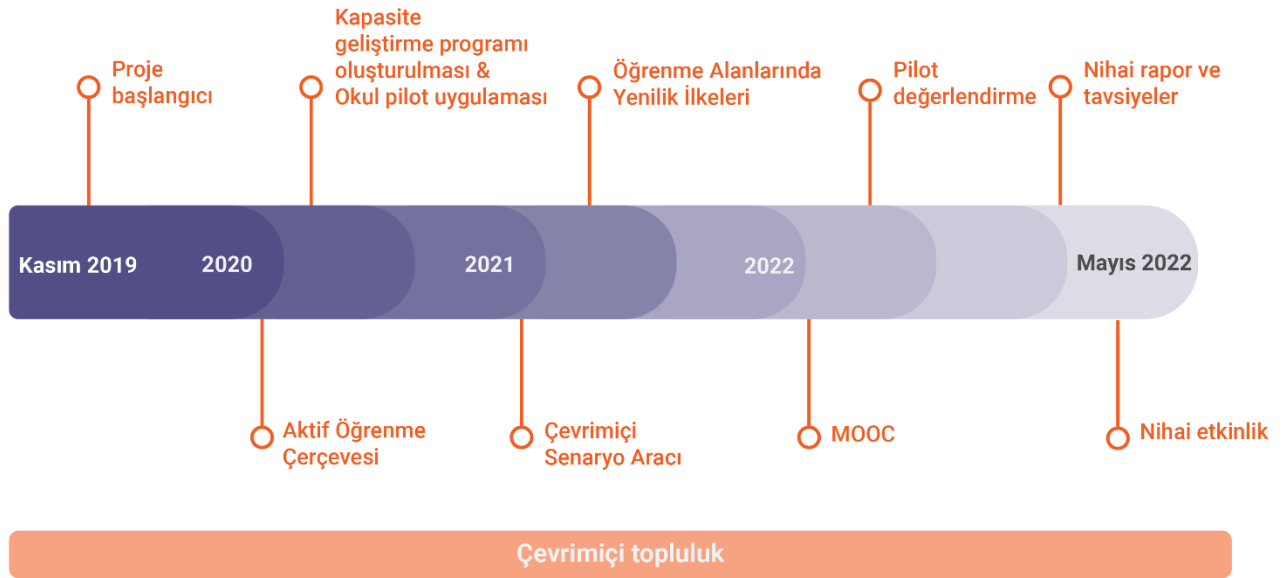 Proje
başlangıcı
Kapasite
geliştirme programı
oluşturulması &
Okul pilot uygulaması
Öğrenme Alanlarında
Yenilik İlkeleri
Pilot
değerlendirme
Nihai rapor ve
tavsiyeler
Kasım 2019
2020
2021
2022
Mayıs 2022
Aktif Öğrenme
Çerçevesi
Çevrimiçi
Senaryo Aracı
MOOC
Nihai etkinlik
Çevrimiçi topluluk